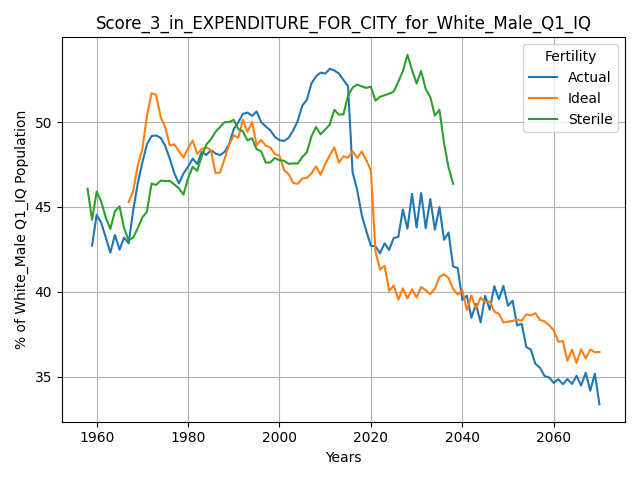 Score_3_in_EXPENDITURE_FOR_CITY_for_White_Male_Q1_IQ
Fertility
Actual
Ideal
Sterile
% of White_Male Q1_IQ Population
50
45
40
35
1960
1980
2000
2020
2040
2060
Years